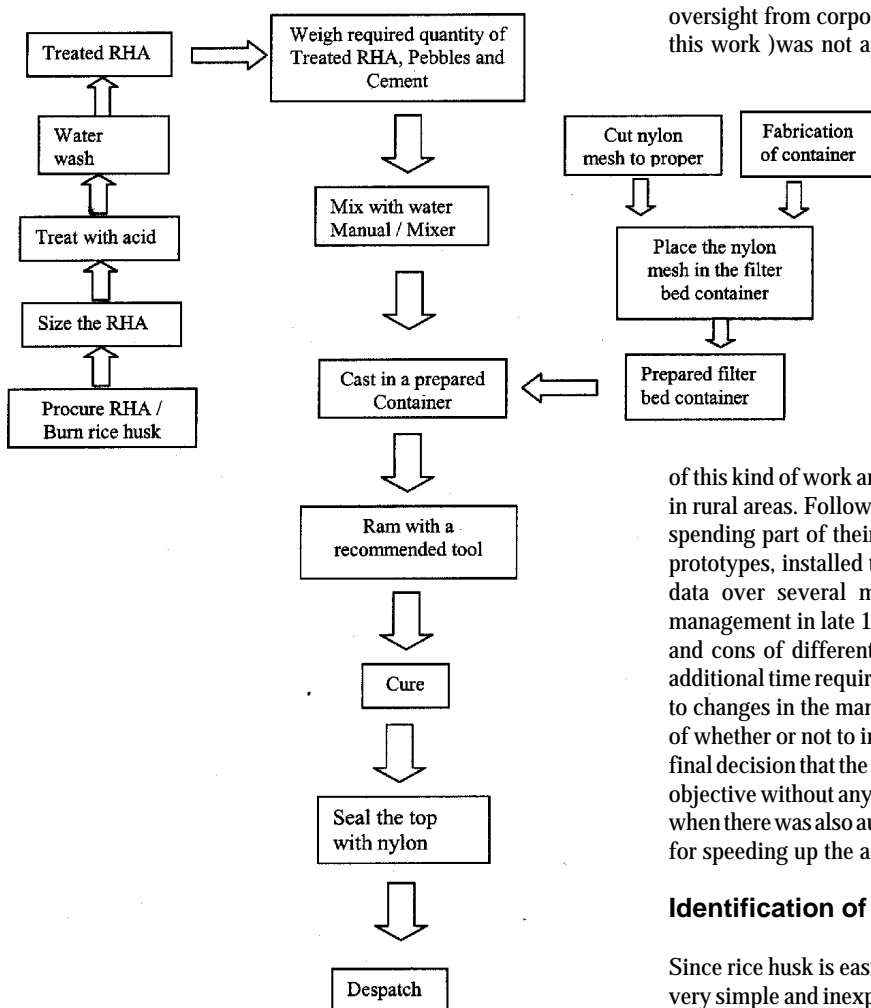 Treated RHA
Weigh required quantity of
Treated RHA, Pebbles and
Cement
Water
wash
Treat with acid
Size the RHA
Procure RHA /
Burn rice husk
Mix with water
Manual / Mixer
Cut nylon
mesh to proper
Fabrication
of container
Place the nylon
mesh in the filter
bed container
Prepared filter
bed container
Cast in a prepared
Container
Ram with a
recommended tool
Cure
Seal the top
with nylon
Despatch
oversight from corpo
this work )was not a
of this kind of work a
in rural areas. Follow
spending part of their
prototypes, installed t
data over several m
management in late 1
and cons of different
additional time requir
to changes in the mar
of whether or not to i
final decision that the
objective without any
when there was also au
for speeding up the a
Identification of
Since rice husk is eas
very simple and inexp